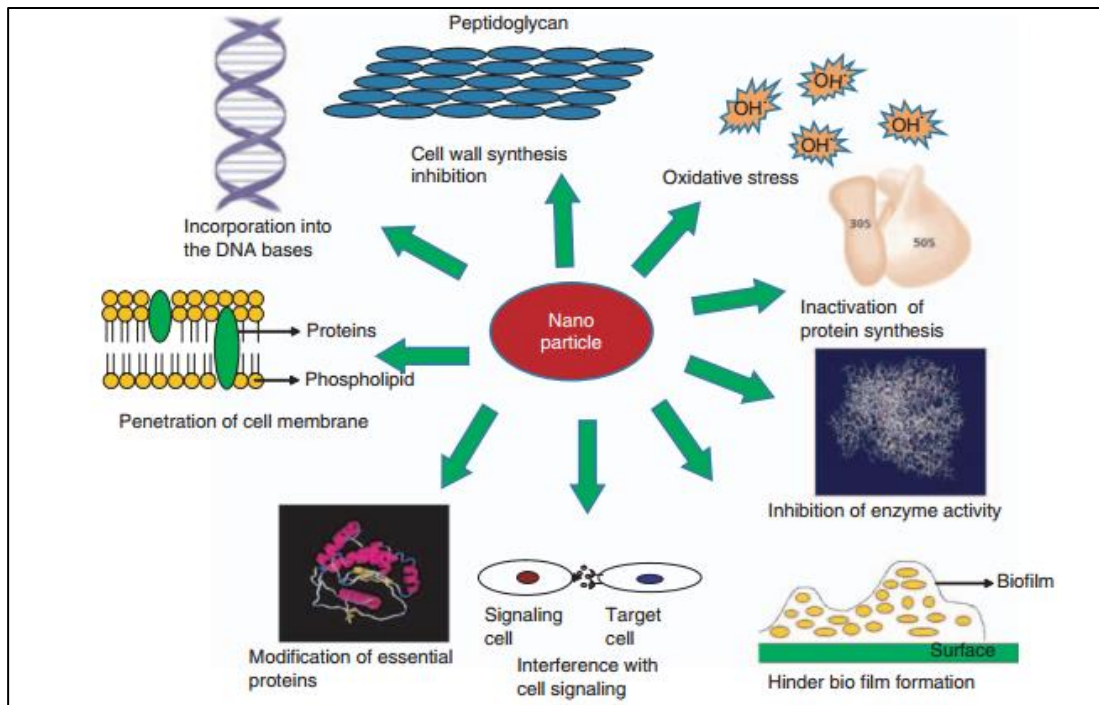 Peptidoglycan
Cell wall synthesis
inhibition
OH-
OH-
OH-
OH-
Oxidative stress
Incorporation into
the DNA bases
30S
50S
Inactivation of
protein synthesis
Nano
particle
Proteins
Phospholipid
Penetration of cell membrane
Inhibition of enzyme activity
Modification of essential
proteins
Signaling
cell
Target
cell
Interference with
cell signaling
Biofilm
Surface
Hinder bio film formation